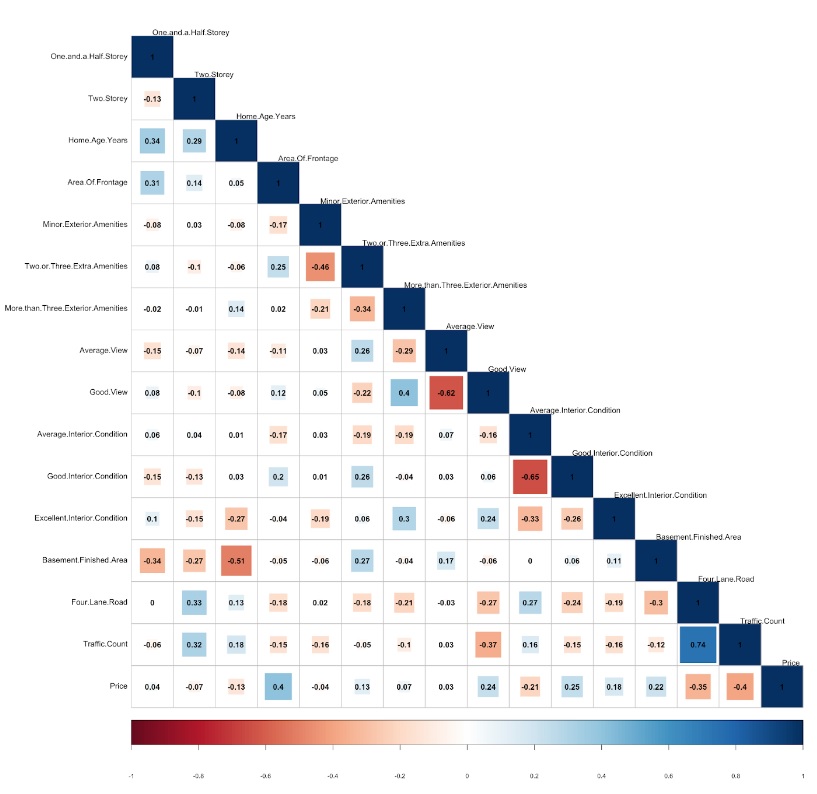 One.and.a.Half.Storey
One.and.a.Half.Storey 1
Two.Storey
Two.Storey -0.13 1
Home.Age.Years
Home.Age.Years 0.34 0.29 1
Area.Of.Frontage
Area.Of.Frontage 0.31 0.14 0.05 1
Minor.Exterior.Amenities
Minor.Exterior.Amenities -0.08 0.03 -0.08 -0.17 1
Two.or.Three.Extra.Amenities
Two.or.Three.Extra.Amenities 0.08 -0.1 -0.06 0.25 -0.46 1
More.than.Three.Exterior.Amenities
More.than.Three.Exterior.Amenities -0.02 -0.01 0.14 0.02 -0.21 -0.34 1
Average.View
Average.View -0.15 -0.07 -0.14 -0.11 0.03 0.26 -0.29 1
Good.View
Good.View 0.08 -0.1 -0.08 0.12 0.05 -0.22 0.4 -0.62 1
Average.Interior.Condition
Average.Interior.Condition 0.06 0.04 0.01 -0.17 0.03 -0.19 -0.19 0.07 -0.16 1
Good.Interior.Condition
Good.Interior.Condition -0.15 -0.13 0.03 0.2 0.01 0.26 -0.04 0.03 0.06 -0.65 1
Excellent.Interior.Condition
Excellent.Interior.Condition 0.1 -0.15 -0.27 -0.04 -0.19 0.06 0.3 -0.06 0.24 -0.33 -0.26 1
Basement.Finished.Area
Basement.Finished.Area -0.34 -0.27 -0.51 -0.05 -0.06 0.27 -0.04 0.17 -0.06 0 0.06 0.11 1
Four.Lane.Road
Four.Lane.Road 0 0.33 0.13 -0.18 0.02 -0.18 -0.21 -0.03 -0.27 0.27 -0.24 -0.19 -0.3 1
Traffic.Count
Traffic.Count -0.06 0.32 0.18 -0.15 -0.16 -0.05 -0.1 0.03 -0.37 0.16 -0.15 -0.16 -0.12 0.74 1
Price
Price 0.04 -0.07 -0.13 0.4 -0.04 0.13 0.07 0.03 0.24 -0.21 0.25 0.18 0.22 -0.35 -0.4 1
-1 -0.8 -0.6 -0.4 -0.2 0 0.2 0.4 0.6 0.8 1